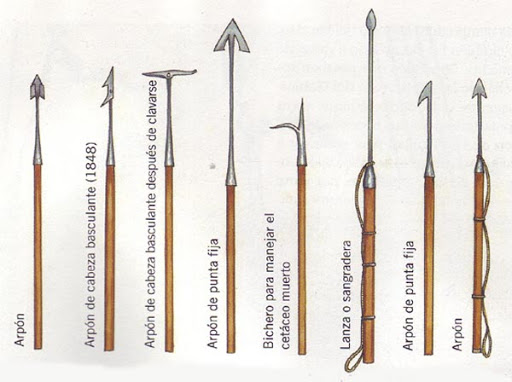 Arpón
Arpón de cabeza basculante (1848)
Arpón de cabeza basculante después de clavarse
Arpón de punta fija
Bichero para manejar el
cetáceo muerto
Lanza o sangradera
Arpón de punta fija
Arpón